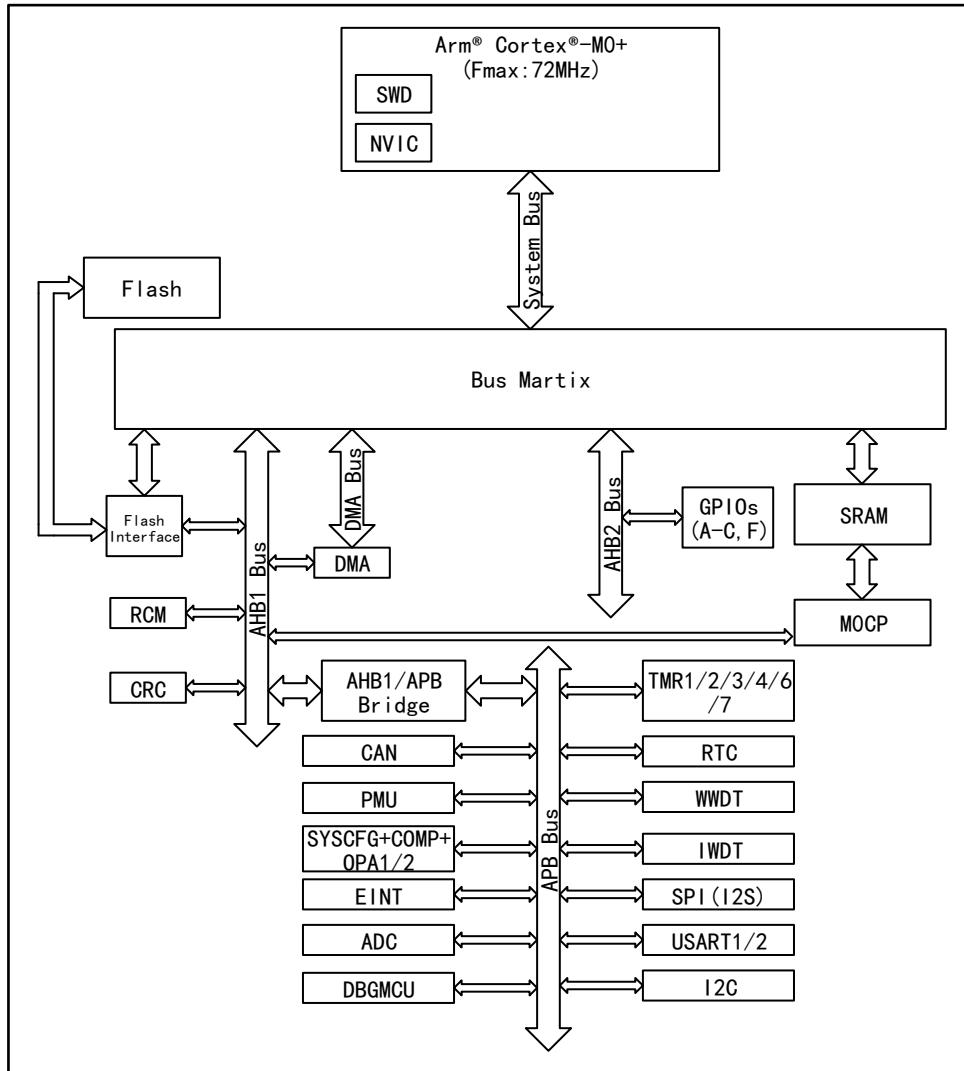 Arm® Cortex®-M0+
(Fmax:72MHz)
SWD
NVIC
System Bus
Flash
Bus Martix
Flash
Interface
AHB1 Bus
DMA Bus
DMA
AHB2 Bus
GPIOs
(A-C,F)
SRAM
RCM
M0CP
CRC
AHB1/APB
Bridge
APB Bus
TMR1/2/3/4/6
/7
CAN
RTC
PMU
WWDT
SYSCFG+COMP+
OPA1/2
IWDT
EINT
SPI(I2S)
ADC
USART1/2
DBGMCU
I2C